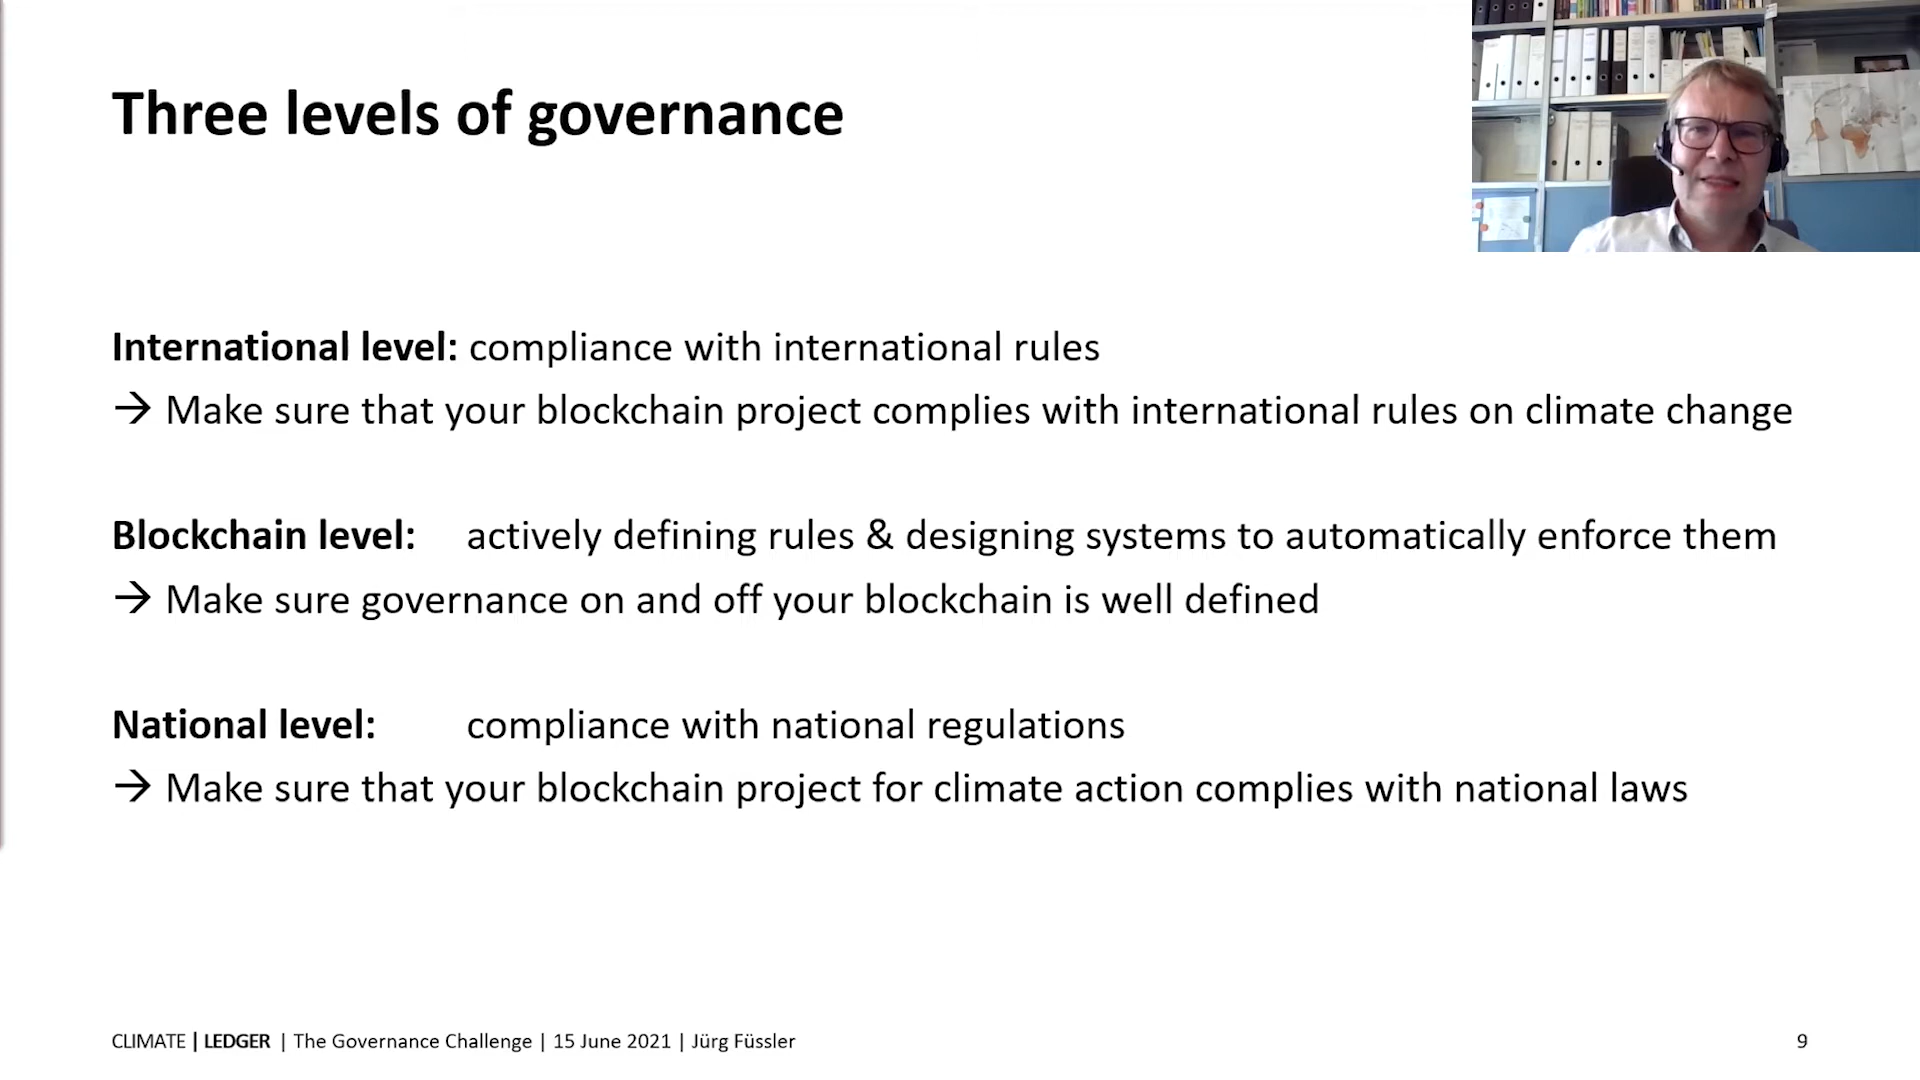 Three levels of governance
International level: compliance with international rules
→ Make sure that your blockchain project complies with international rules on climate change
Blockchain level: actively defining rules & designing systems to automatically enforce them
→ Make sure governance on and off your blockchain is well defined
National level: compliance with national regulations
→ Make sure that your blockchain project for climate action complies with national laws
CLIMATE | LEDGER | The Governance Challenge | 15 June 2021 | Jürg Füssler
9